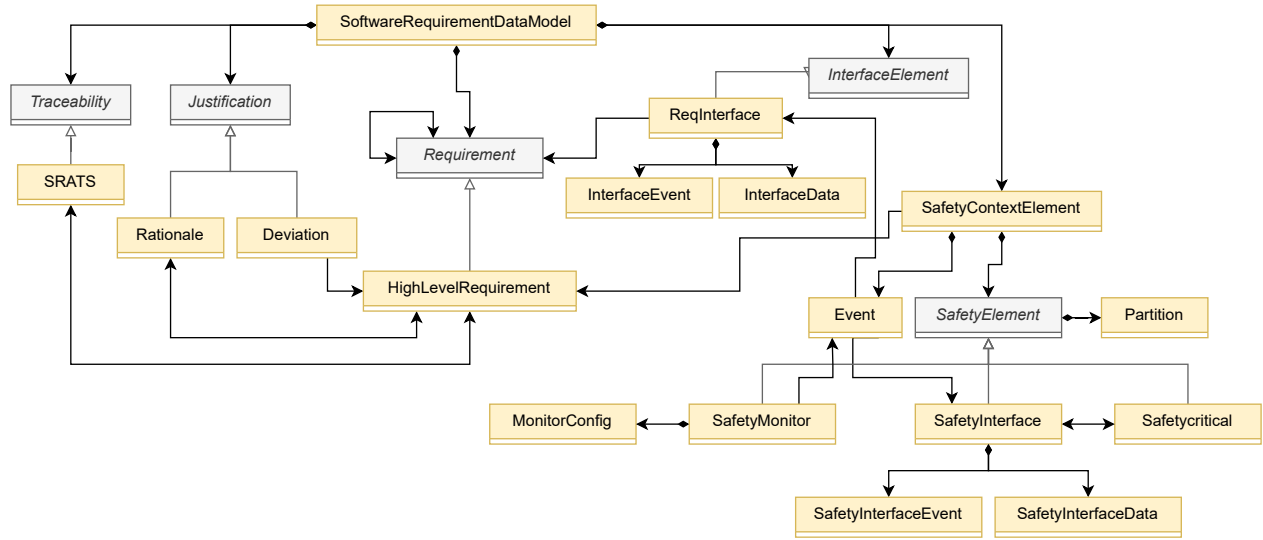 SoftwareRequirementDataModel
InterfaceElement
Traceability
Justification
ReqInterface
Requirement
SRATS
InterfaceEvent
InterfaceData
SafetyContextElement
Rationale
Deviation
HighLevelRequirement
Event
SafetyElement
Partition
MonitorConfig
SafetyMonitor
SafetyInterface
Safetycritical
SafetyInterfaceEvent
SafetyInterfaceData